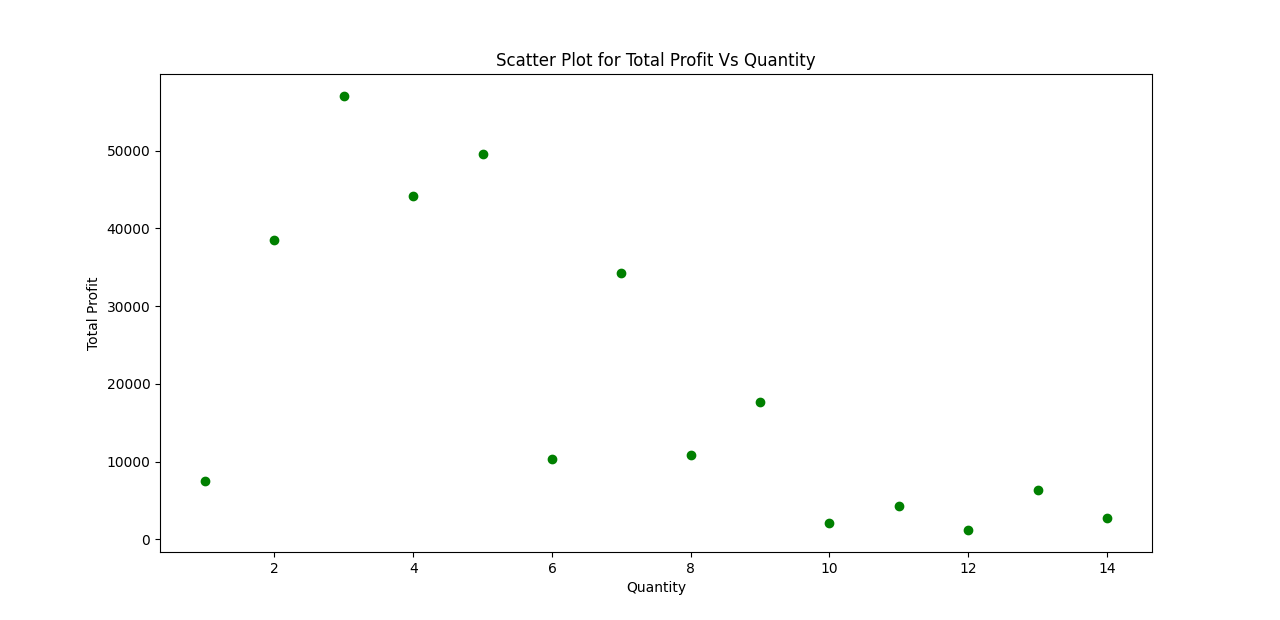 Scatter Plot for Total Profit Vs Quantity
50000
40000
30000
20000
10000
0
Total Profit
2 4 6 8 10 12 14
Quantity